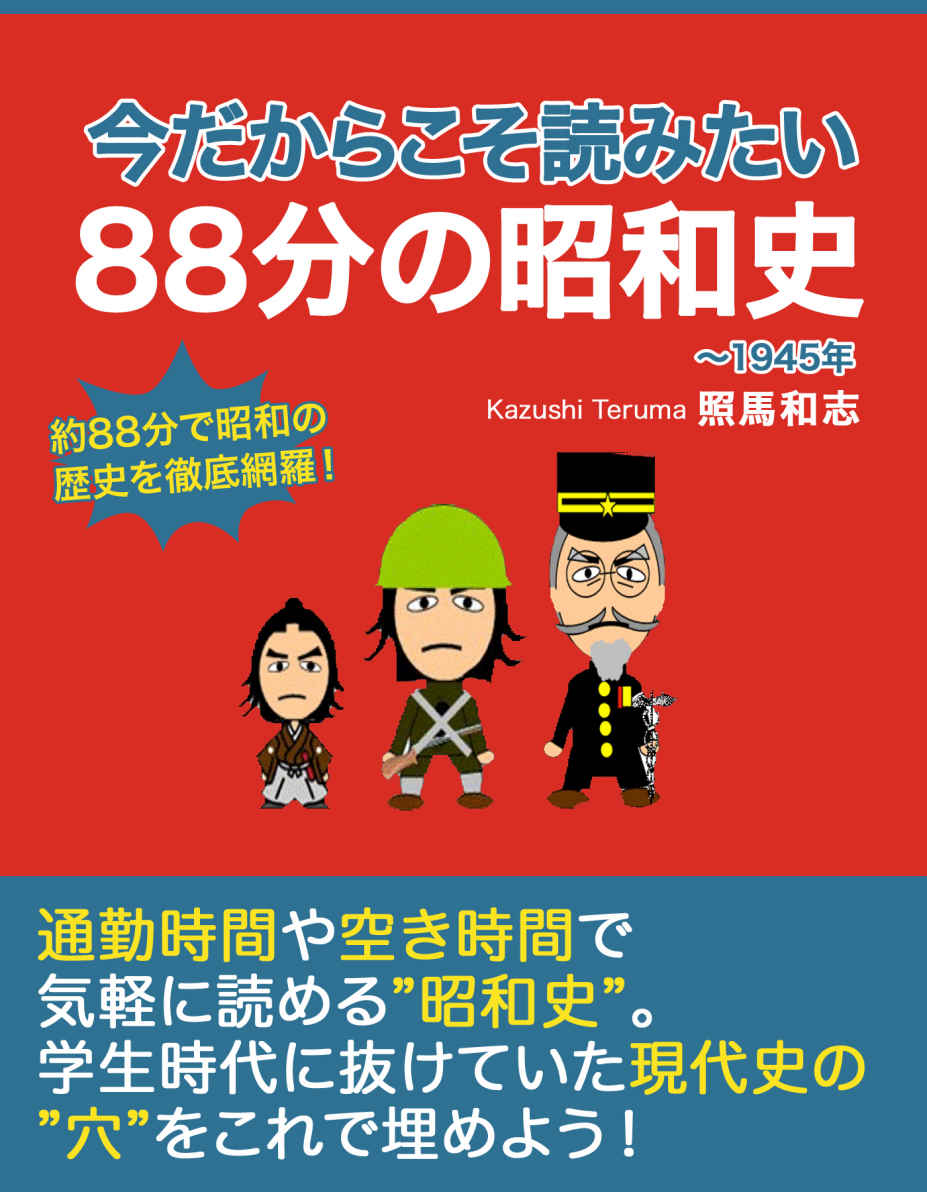 今だからこそ読みたい
88分の昭和史
～1945年
Kazushi Teruma 照馬和志
約88分で昭和の
歴史を徹底網羅！
通勤時間や空き時間で
気軽に読める”昭和史”。
学生時代に抜けていた現代史の
”穴”をこれで埋めよう！